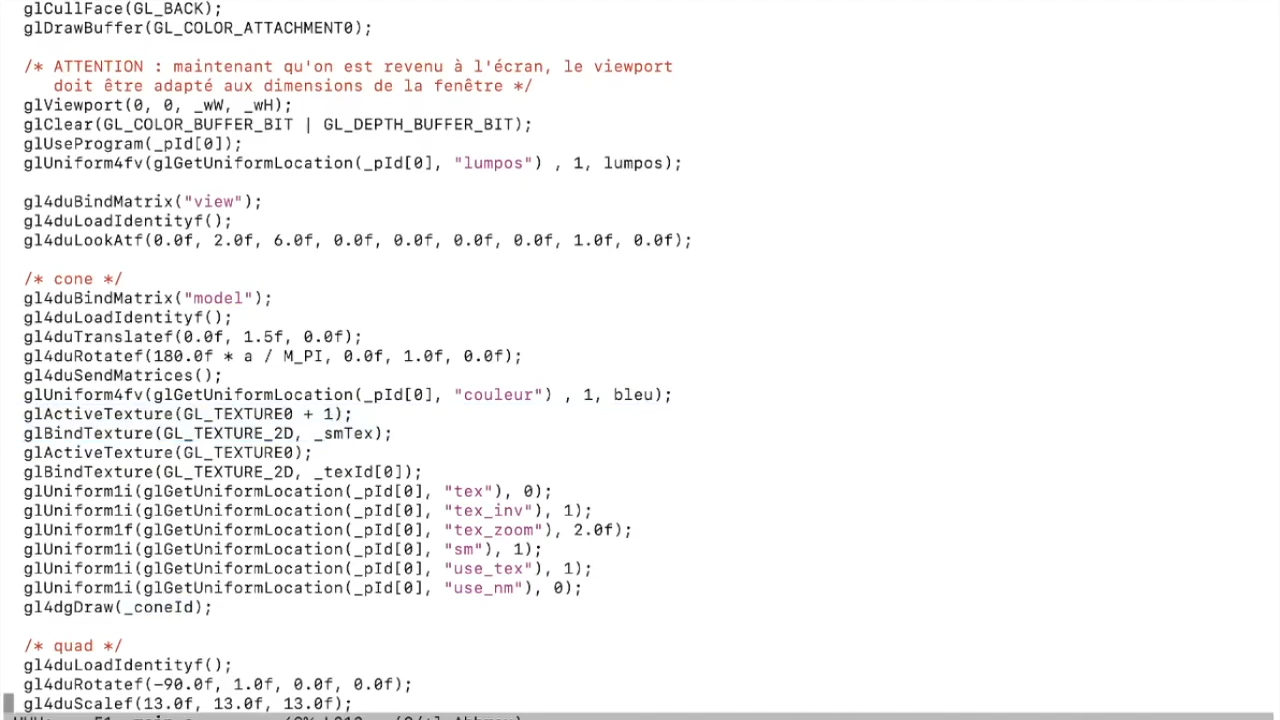 glCullFace(GL_BACK);
glDrawBuffer(GL_COLOR_ATTACHMENT0);
/* ATTENTION : maintenant qu'on est revenu à l'écran, le viewport
doit être adapté aux dimensions de la fenêtre */
glViewport(0, 0, _wW, _wH);
glClear(GL_COLOR_BUFFER_BIT | GL_DEPTH_BUFFER_BIT);
glUseProgram(_pId[0]);
glUniform4fv(glGetUniformLocation(_pId[0], "lumpos") , 1, lumpos);
gl4duBindMatrix("view");
gl4duLoadIdentityf();
gl4duLookAtf(0.0f, 2.0f, 6.0f, 0.0f, 0.0f, 0.0f, 0.0f, 1.0f, 0.0f);
/* cone */
gl4duBindMatrix("model");
gl4duLoadIdentityf();
gl4duTranslatef(0.0f, 1.5f, 0.0f);
gl4duRotatef(180.0f * a / M_PI, 0.0f, 1.0f, 0.0f);
gl4duSendMatrices();
glUniform4fv(glGetUniformLocation(_pId[0], "couleur") , 1, bleu);
glActiveTexture(GL_TEXTURE0 + 1);
glBindTexture(GL_TEXTURE_2D, _smTex);
glActiveTexture(GL_TEXTURE0);
glBindTexture(GL_TEXTURE_2D, _texId[0]);
glUniform1i(glGetUniformLocation(_pId[0], "tex"), 0);
glUniform1i(glGetUniformLocation(_pId[0], "tex_inv"), 1);
glUniform1f(glGetUniformLocation(_pId[0], "tex_zoom"), 2.0f);
glUniform1i(glGetUniformLocation(_pId[0], "sm"), 1);
glUniform1i(glGetUniformLocation(_pId[0], "use_tex"), 1);
glUniform1i(glGetUniformLocation(_pId[0], "use_nm"), 0);
gl4dgDraw(_coneId);
/* quad */
gl4duLoadIdentityf();
gl4duRotatef(-90.0f, 1.0f, 0.0f, 0.0f);
gl4duScalef(13.0f, 13.0f, 13.0f);